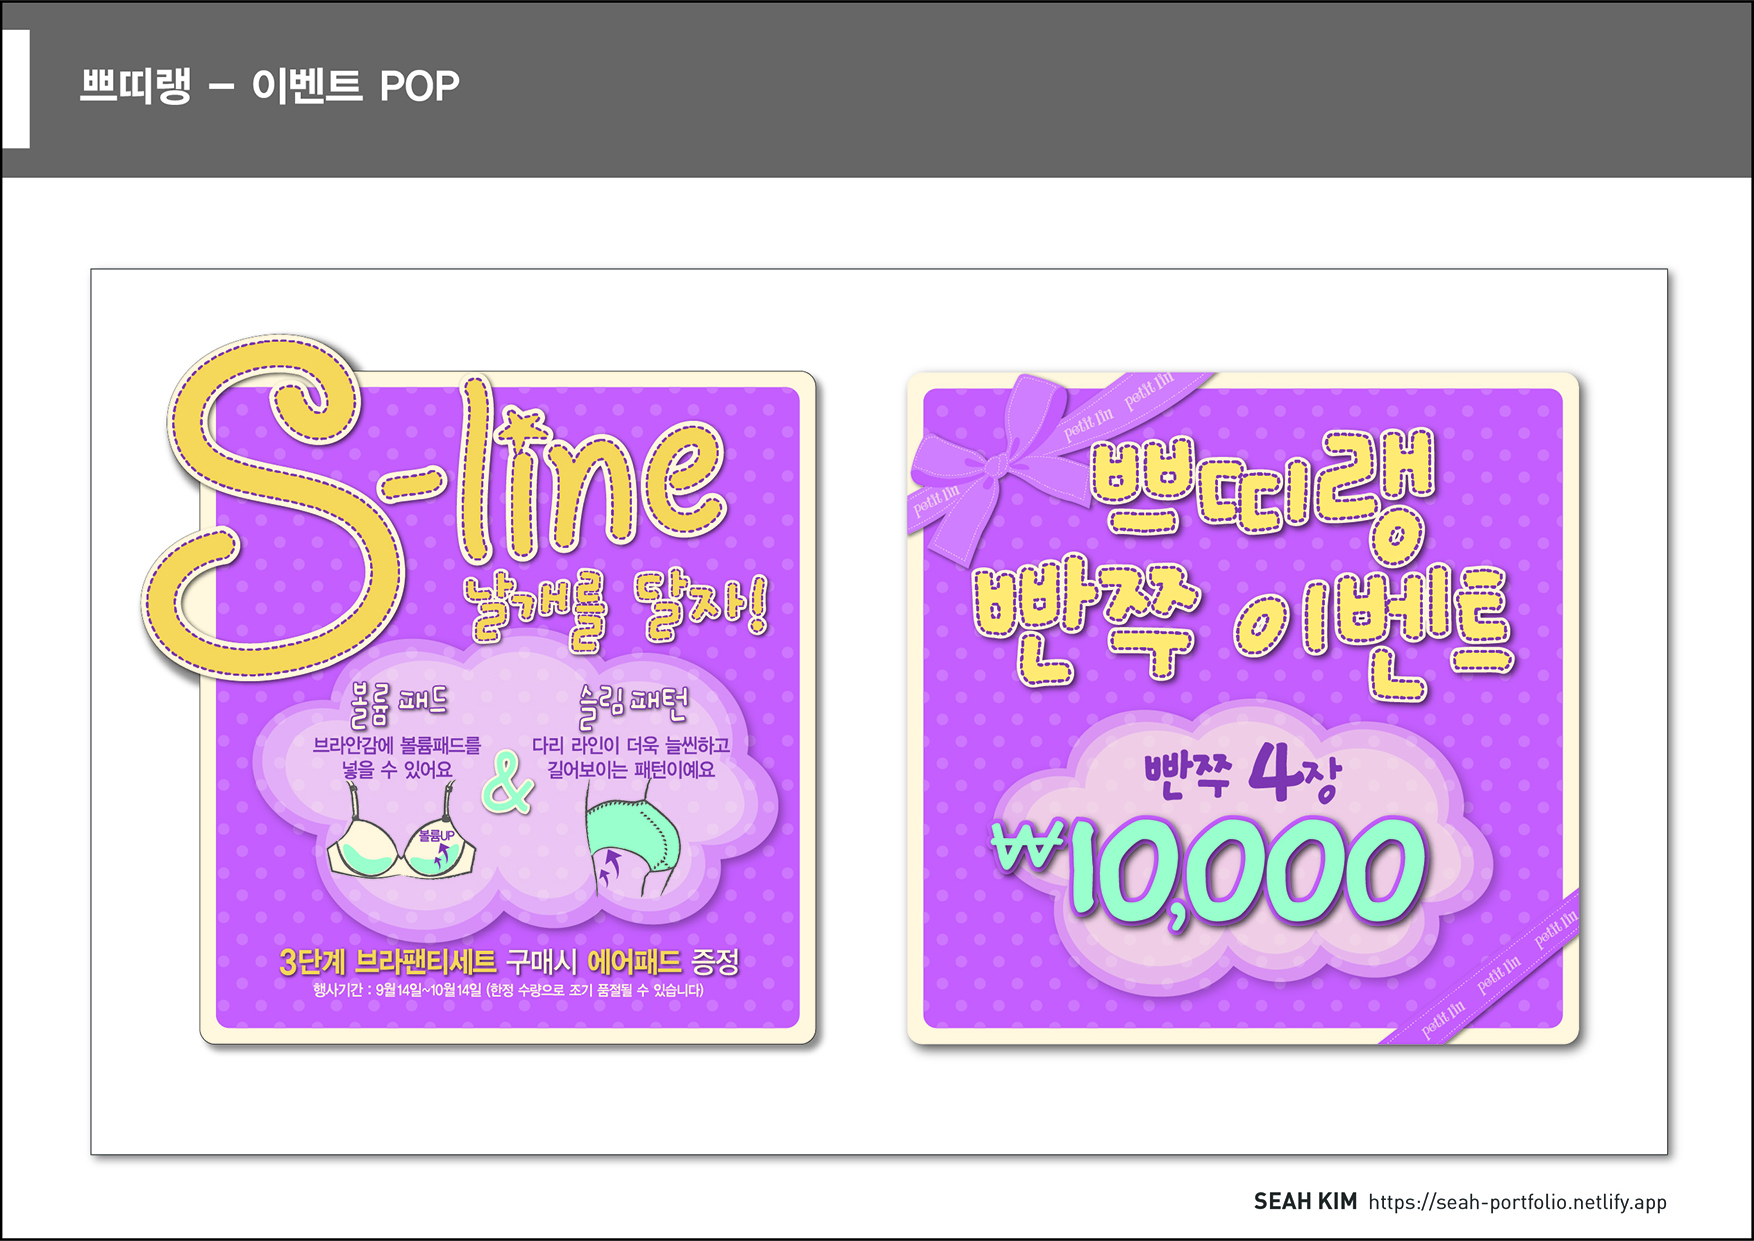 쁘띠랭 – 이벤트 POP
S-line
날개를 달자!
볼륨 패드
브라안감에 볼륨패드를
넣을 수 있어요
볼륨UP
&
슬림 패턴
다리 라인이 더욱 늘씬하고
길어보이는 패턴이예요
3단계 브라팬티세트 구매시 에어패드 증정
행사기간 : 9월14일~10월14일 (한정 수량으로 조기 품절될 수 있습니다)
petit lin petit lin
petit lin
쁘띠랭
빤쮸 이벤트
빤쮸 4장
₩10,000
petit lin petit lin petit lin
SEAH KIM https://seah-portfolio.netlify.app